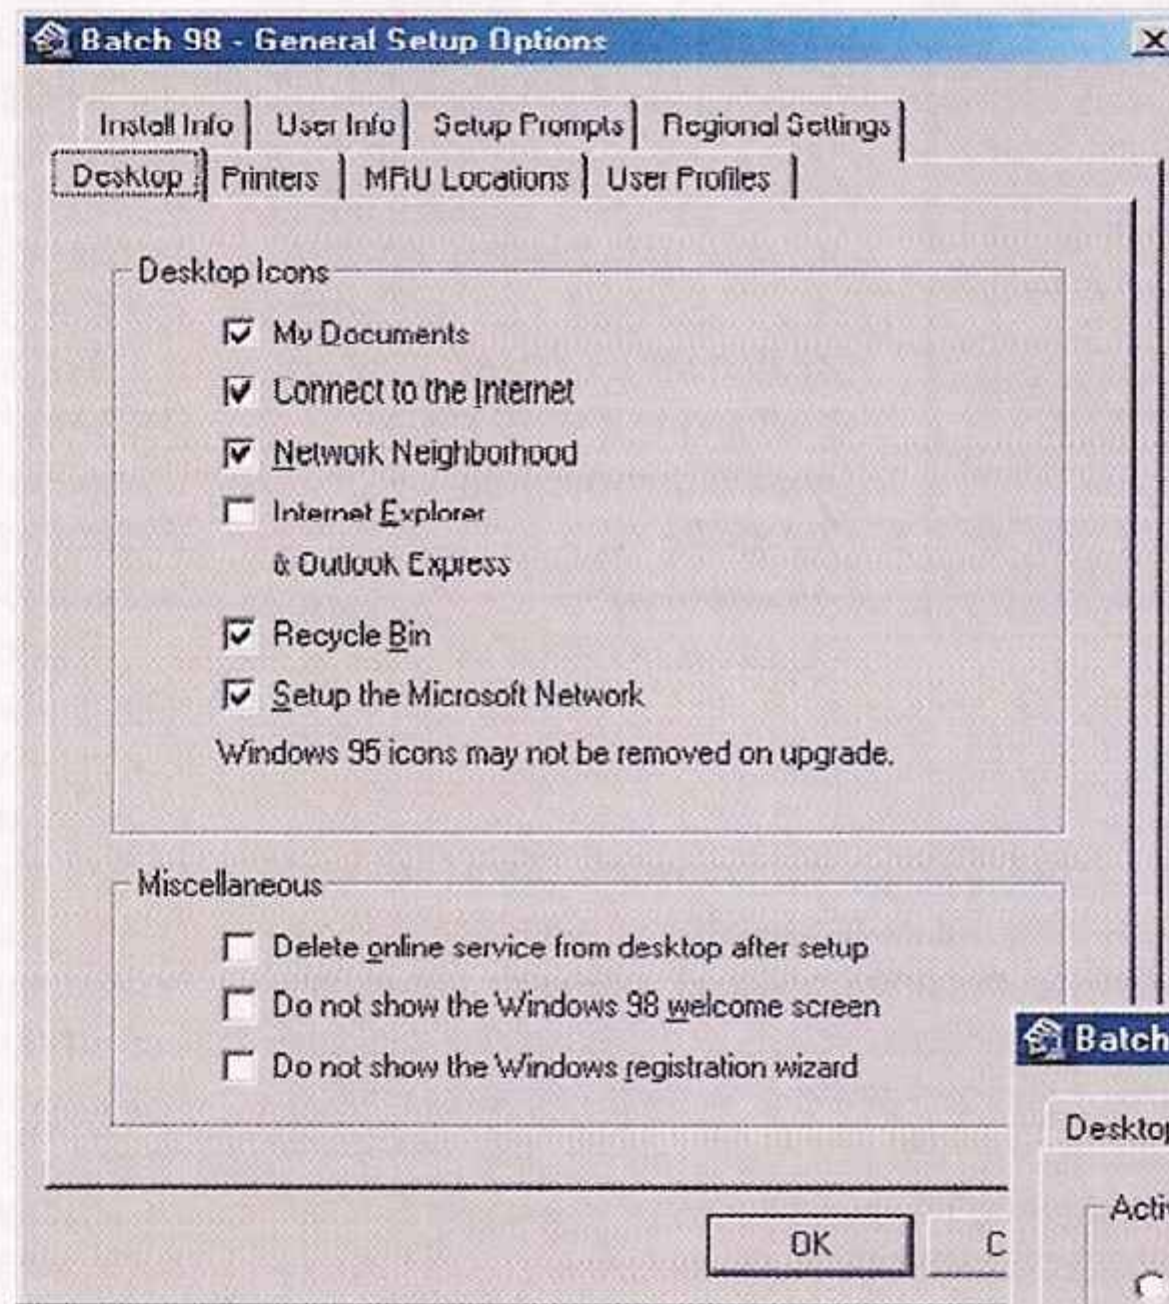 Batch 98 - General Setup Options
Install Info User Info Setup Prompts Regional Settings
Desktop Printers MRU Locations User Profiles
Desktop Icons
My Documents
Connect to the Internet
Network Neighborhood
Internet Explorer
& Outlook Express
Recycle Bin
Setup the Microsoft Network
Windows 95 icons may not be removed on upgrade.
Miscellaneous
Delete online service from desktop after setup
Do not show the Windows 98 welcome screen
Do not show the Windows registration wizard
OK C
Batch
Desktop
Activ